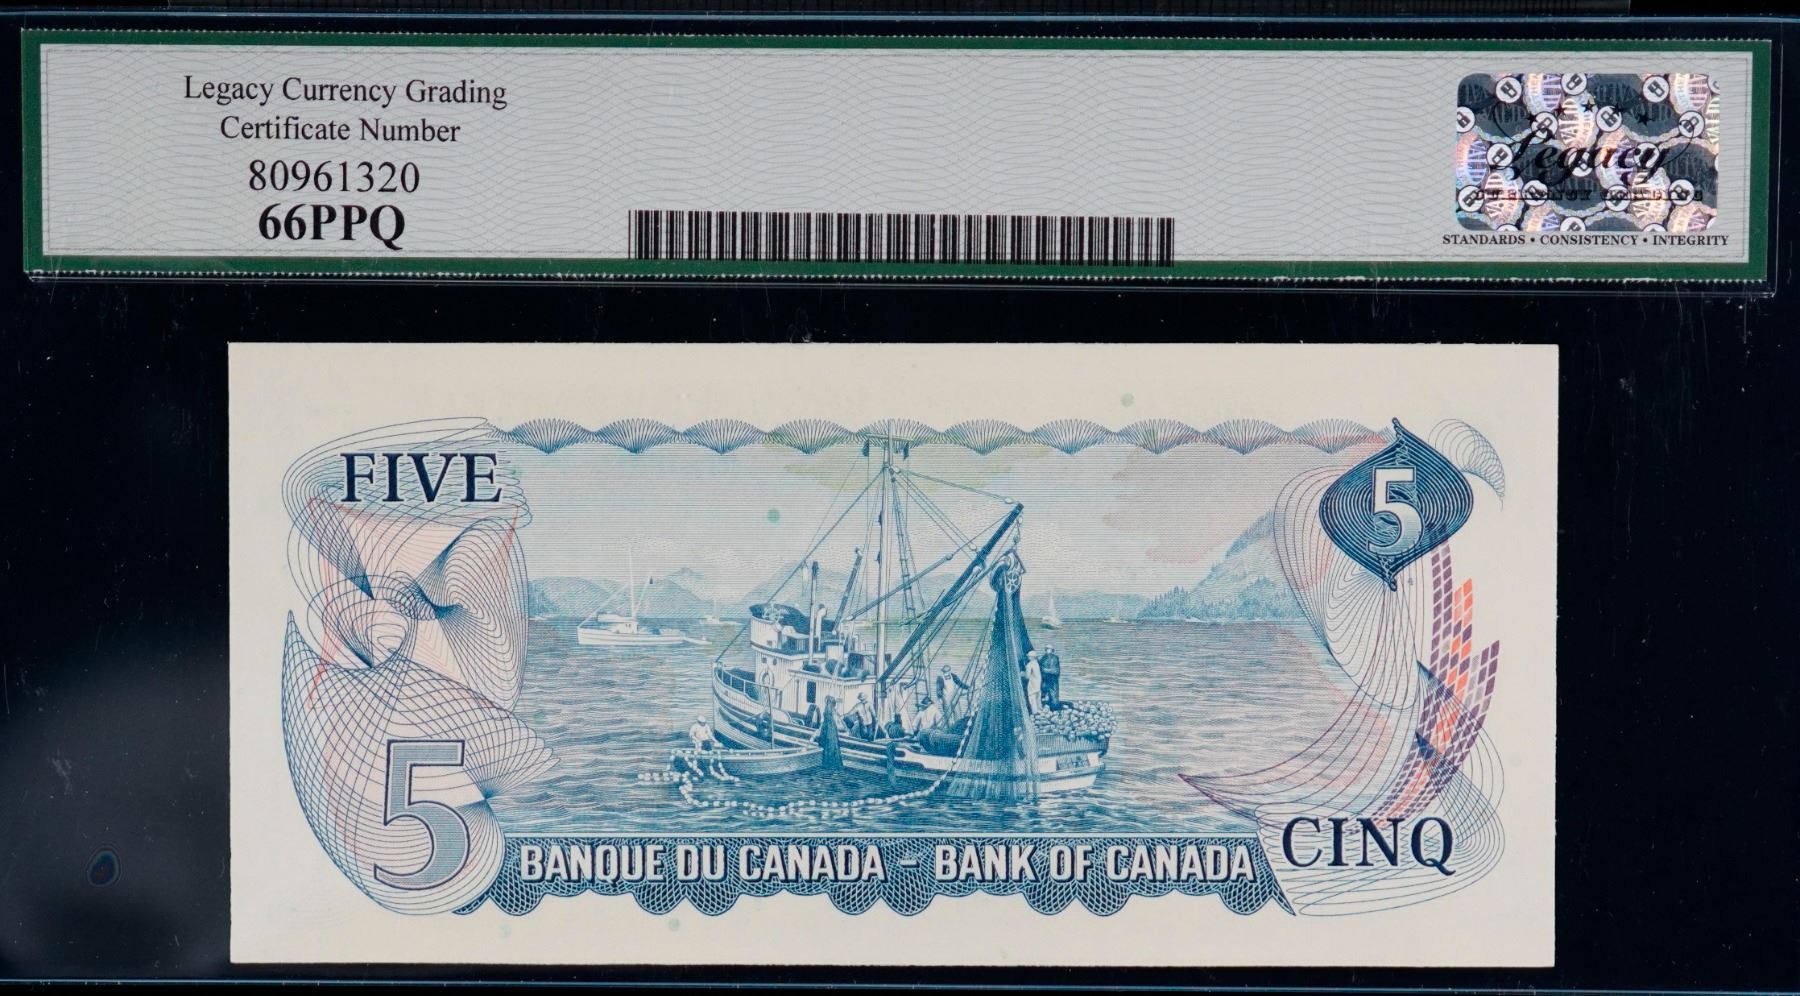 Legacy Currency Grading
Certificate Number
80961320
66PPQ
Legacy
STANDARDS • CONSISTENCY • INTEGRITY
FIVE
5
5
BANQUE DU CANADA – BANK OF CANADA
CINQ